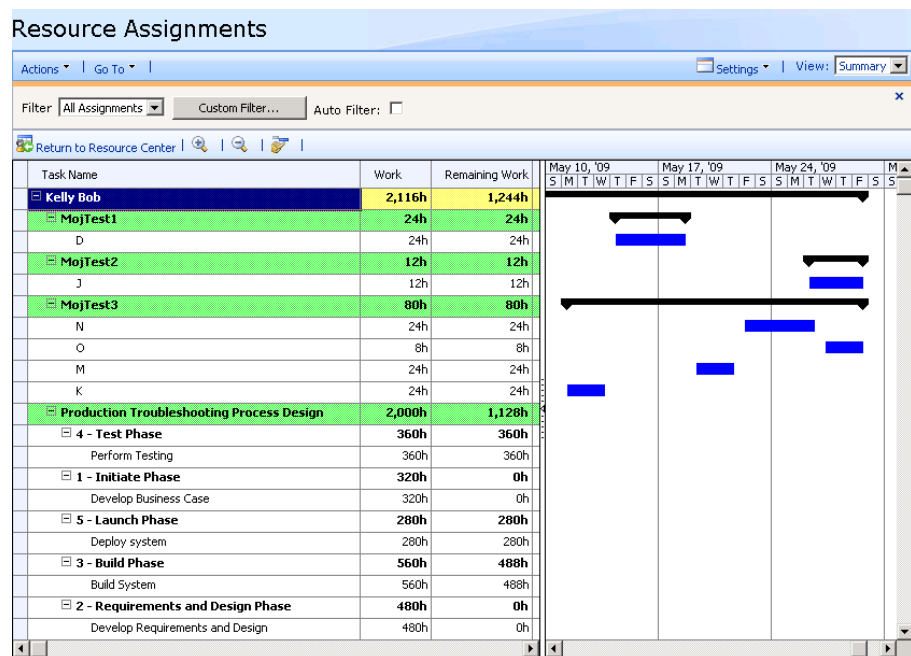 Resource Assignments
Actions Go To Settings View: Summary
Filter All Assignments Custom Filter... Auto Filter:
Return to Resource Center
Task Name Work Remaining Work May 10, '09 May 17, '09 May 24, '09 M
S M T W T F S S M T W T F S S M T W T F S S
Kelly Bob 2,116h 1,244h
MojTest1 24h 24h
D 24h 24h
MojTest2 12h 12h
J 12h 12h
MojTest3 80h 80h
N 24h 24h
O 8h 8h
M 24h 24h
K 24h 24h
Production Troubleshooting Process Design 2,000h 1,128h
4 - Test Phase 360h 360h
Perform Testing 360h 360h
1 - Initiate Phase 320h 0h
Develop Business Case 320h 0h
5 - Launch Phase 280h 280h
Deploy system 280h 280h
3 - Build Phase 560h 488h
Build System 560h 488h
2 - Requirements and Design Phase 480h 0h
Develop Requirements and Design 480h 0h